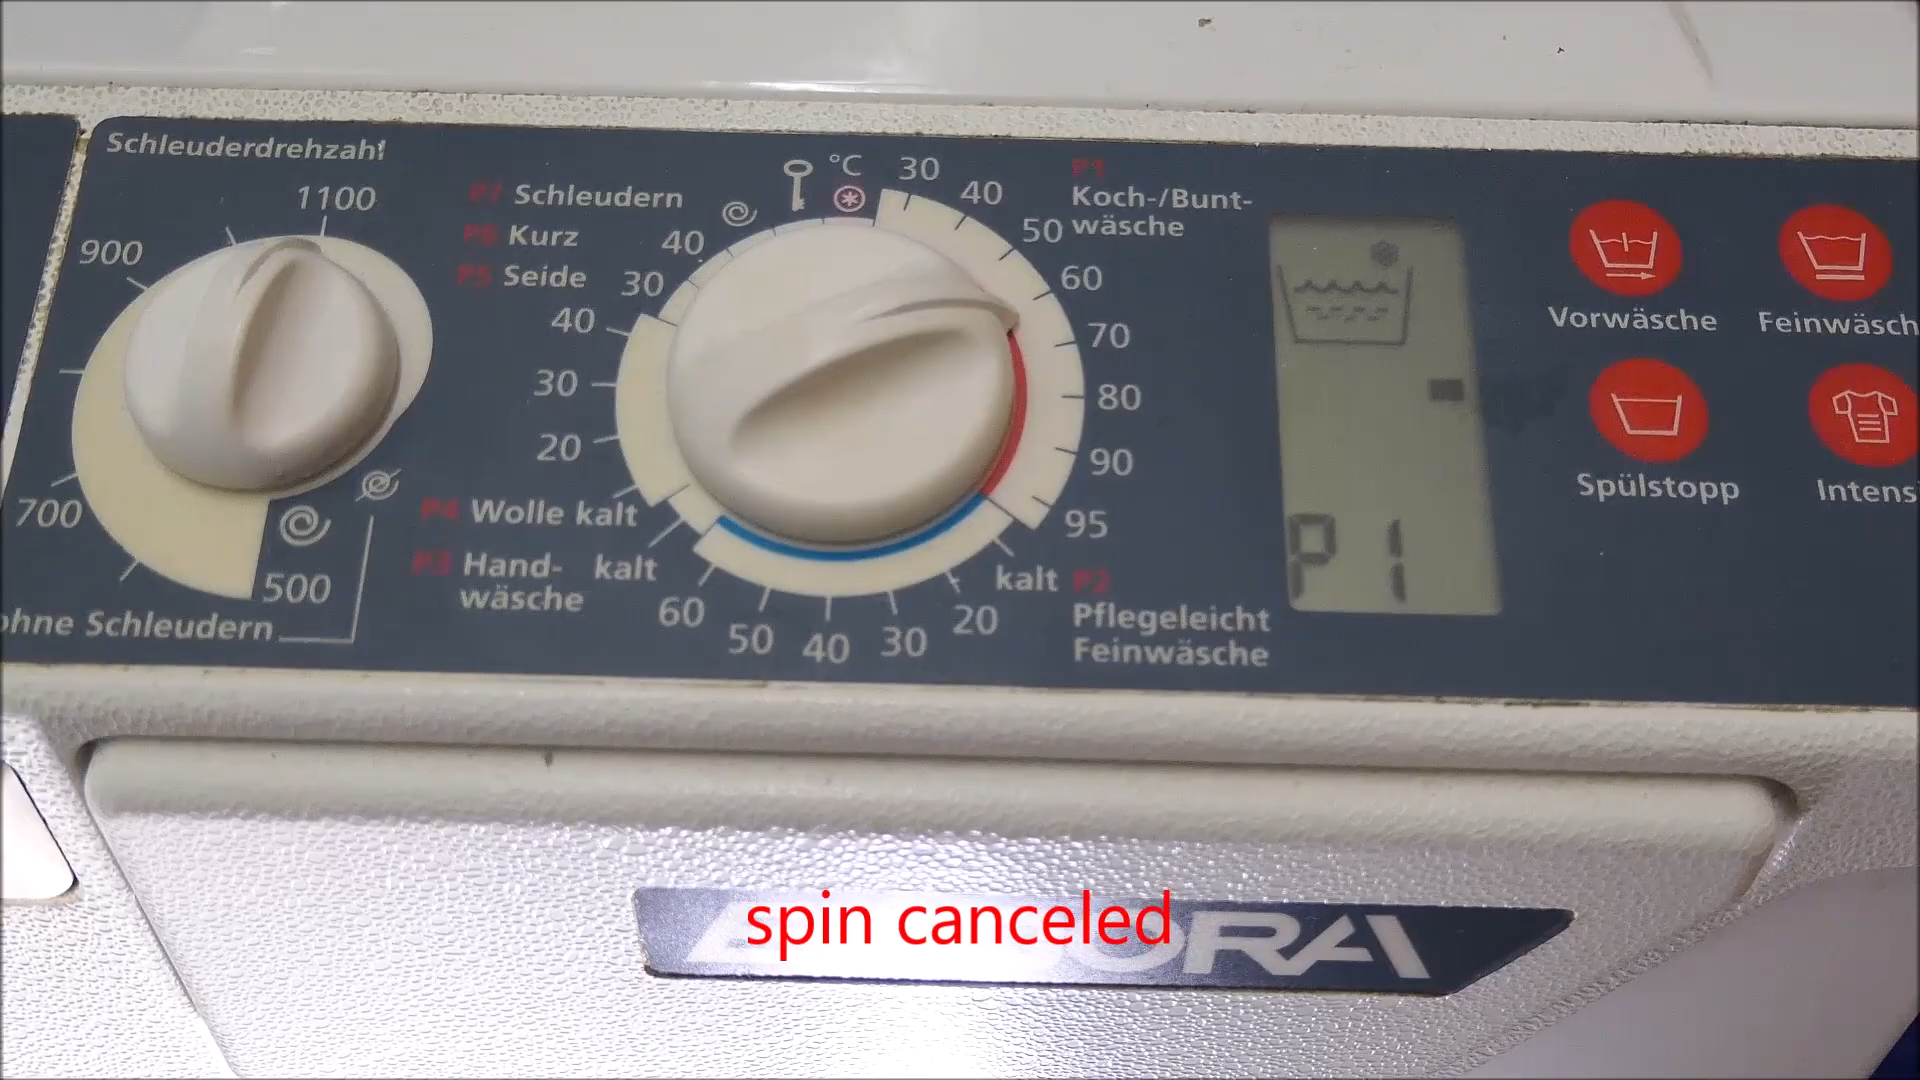 Schleuderdrehzahl
1100
900
700
500
ohne Schleudern
P7 Schleudern
P6 Kurz
P5 Seide
40
30
40
30
20
P4 Wolle kalt
P3 Hand-
wäsche
kalt
60
50
40
30
20
kalt
°C
30
40
50
60
70
80
90
95
P1
Koch-/Bunt-
wäsche
P2
Pflegeleicht
Feinwäsche
P 1
Vorwäsche
Feinwäsch
Spülstopp
Intensi
spin canceled